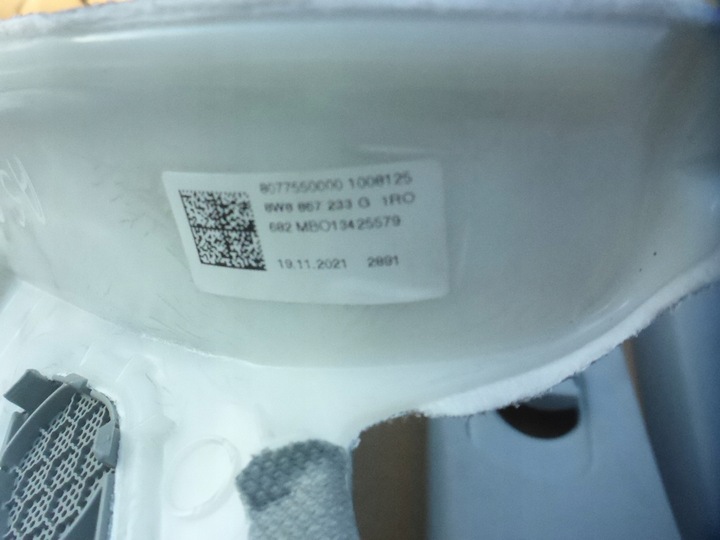 8077550000 1008125
8W8 867 233 G 1RO
682 MBO13425579
19.11.2021 2891